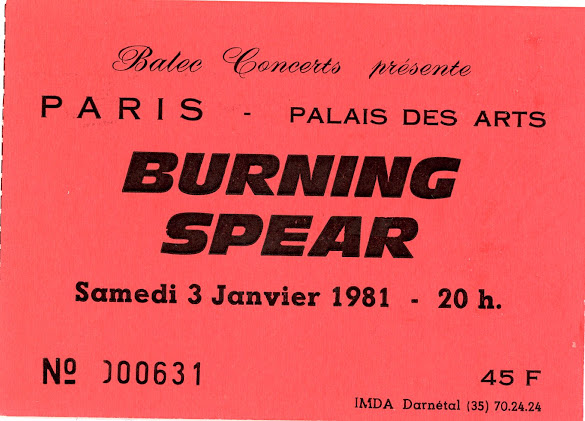 Balec Concerts présente
PARIS - PALAIS DES ARTS
BURNING
SPEAR
Samedi 3 Janvier 1981 - 20 h.
Nº 000631
45 F
IMDA Darnétal (35) 70.24.24